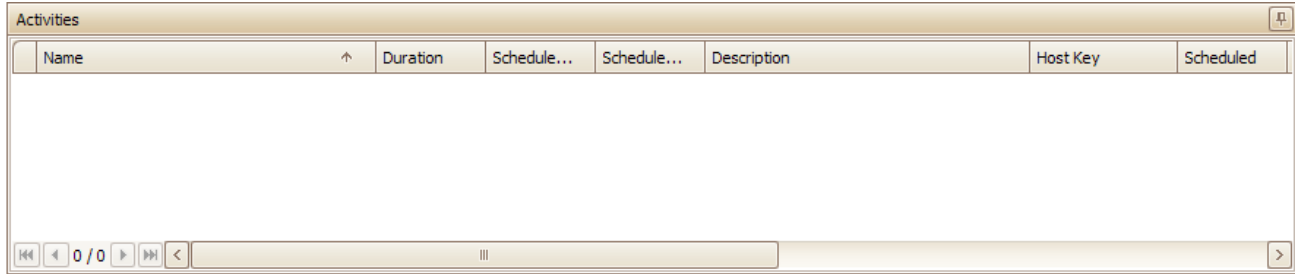 Activities
Name Duration Schedule... Schedule... Description Host Key Scheduled
0 / 0